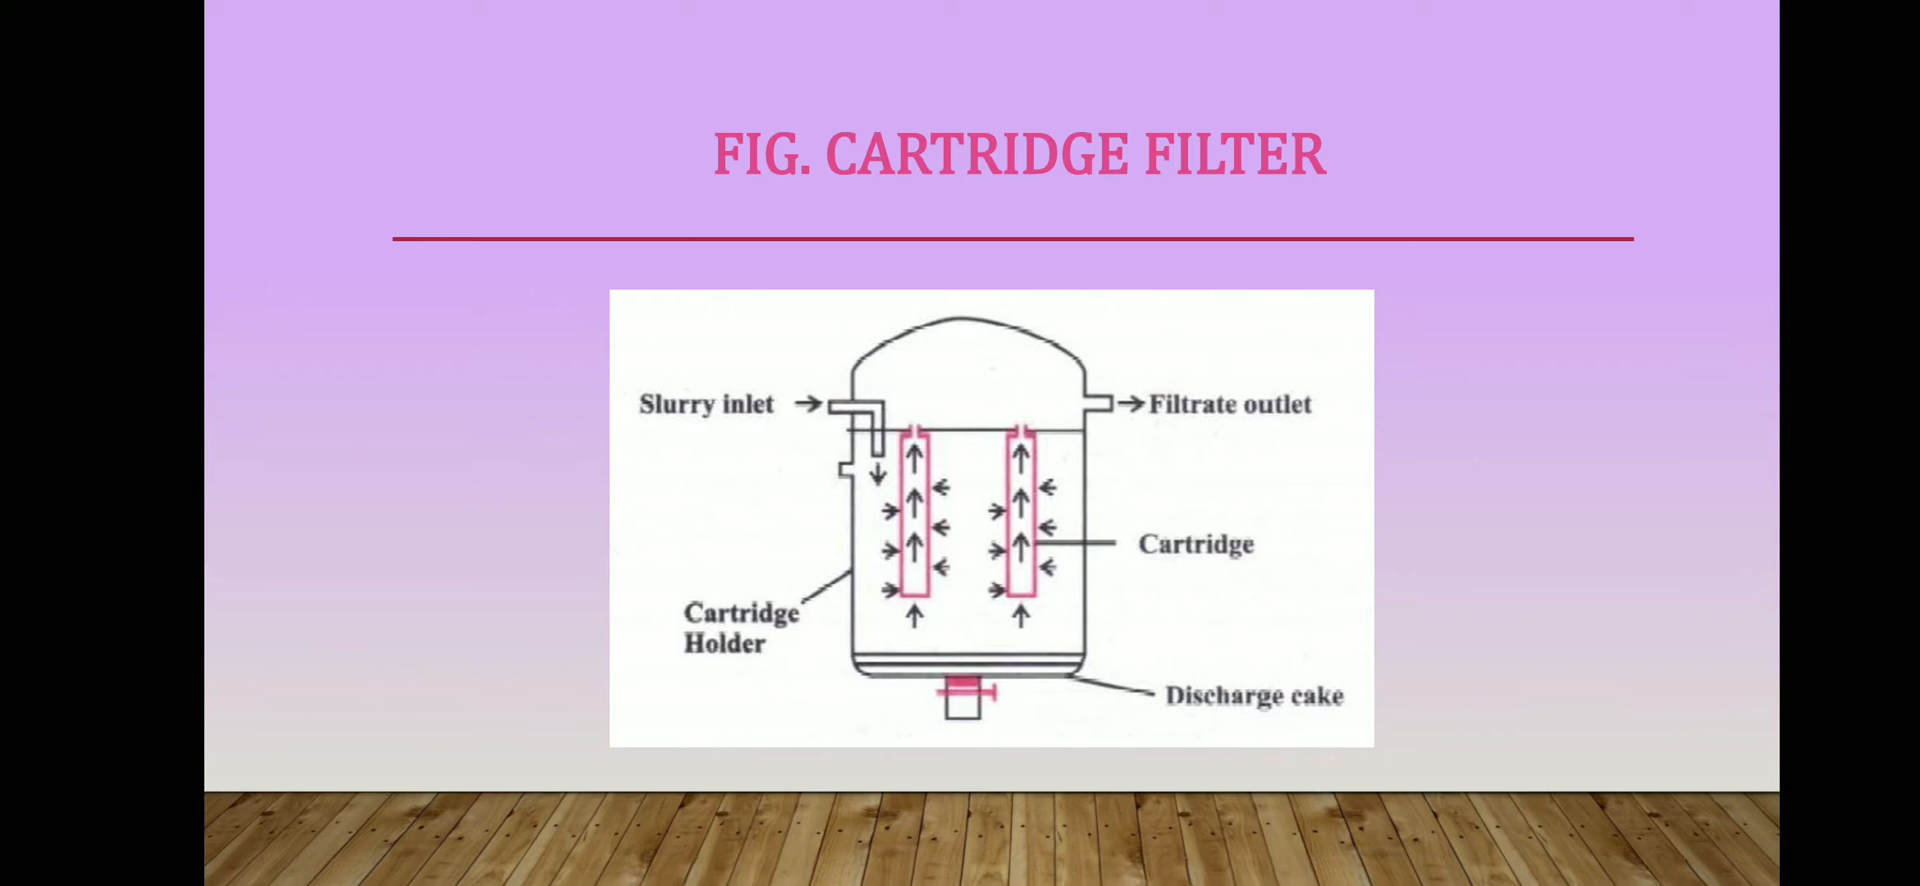 FIG. CARTRIDGE FILTER
Slurry inlet
Filtrate outlet
Cartridge
Cartridge
Holder
Discharge cake